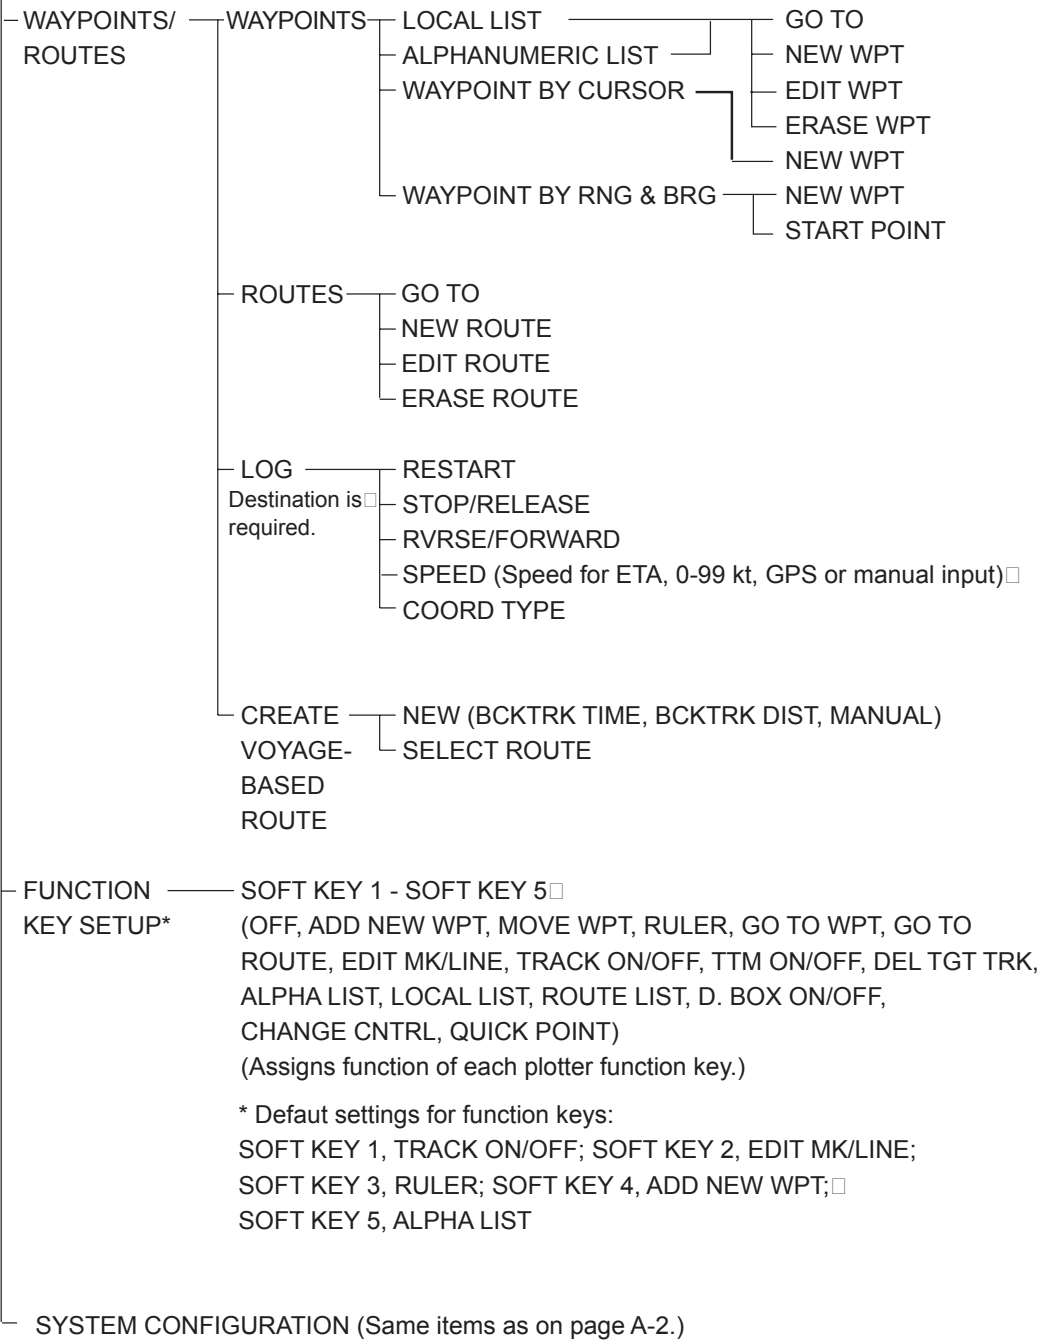 WAYPOINTS/ WAYPOINTS LOCAL LIST GO TO
ROUTES ALPHANUMERIC LIST NEW WPT
WAYPOINT BY CURSOR EDIT WPT
ERASE WPT
NEW WPT
WAYPOINT BY RNG & BRG NEW WPT
START POINT
ROUTES GO TO
NEW ROUTE
EDIT ROUTE
ERASE ROUTE
LOG RESTART
Destination is STOP/RELEASE
required. RVRSE/FORWARD
SPEED (Speed for ETA, 0-99 kt, GPS or manual input)
COORD TYPE
CREATE NEW (BCKTRK TIME, BCKTRK DIST, MANUAL)
VOYAGE- SELECT ROUTE
BASED
ROUTE
FUNCTION SOFT KEY 1 - SOFT KEY 5
KEY SETUP* (OFF, ADD NEW WPT, MOVE WPT, RULER, GO TO WPT, GO TO
ROUTE, EDIT MK/LINE, TRACK ON/OFF, TTM ON/OFF, DEL TGT TRK,
ALPHA LIST, LOCAL LIST, ROUTE LIST, D. BOX ON/OFF,
CHANGE CNTRL, QUICK POINT)
(Assigns function of each plotter function key.)
* Defaut settings for function keys:
SOFT KEY 1, TRACK ON/OFF; SOFT KEY 2, EDIT MK/LINE;
SOFT KEY 3, RULER; SOFT KEY 4, ADD NEW WPT;
SOFT KEY 5, ALPHA LIST
SYSTEM CONFIGURATION (Same items as on page A-2.)